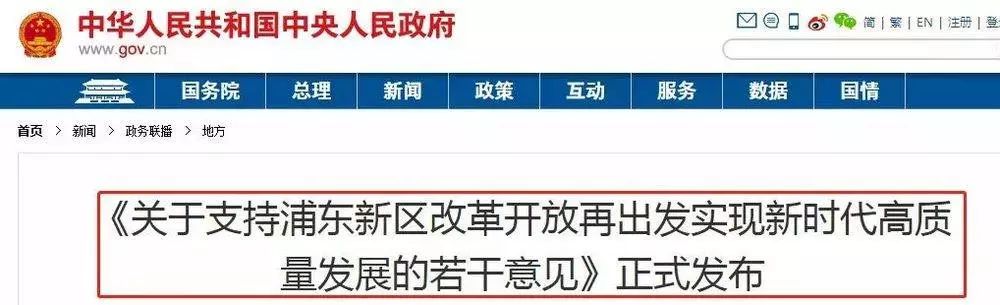 中华人民共和国中央人民政府
www.gov.cn
简 | 繁 | EN | 注册 | 登
国务院 总理 新闻 政策 互动 服务 数据 国情
首页 > 新闻 > 政务联播 > 地方
《关于支持浦东新区改革开放再出发实现新时代高质
量发展的若干意见》正式发布